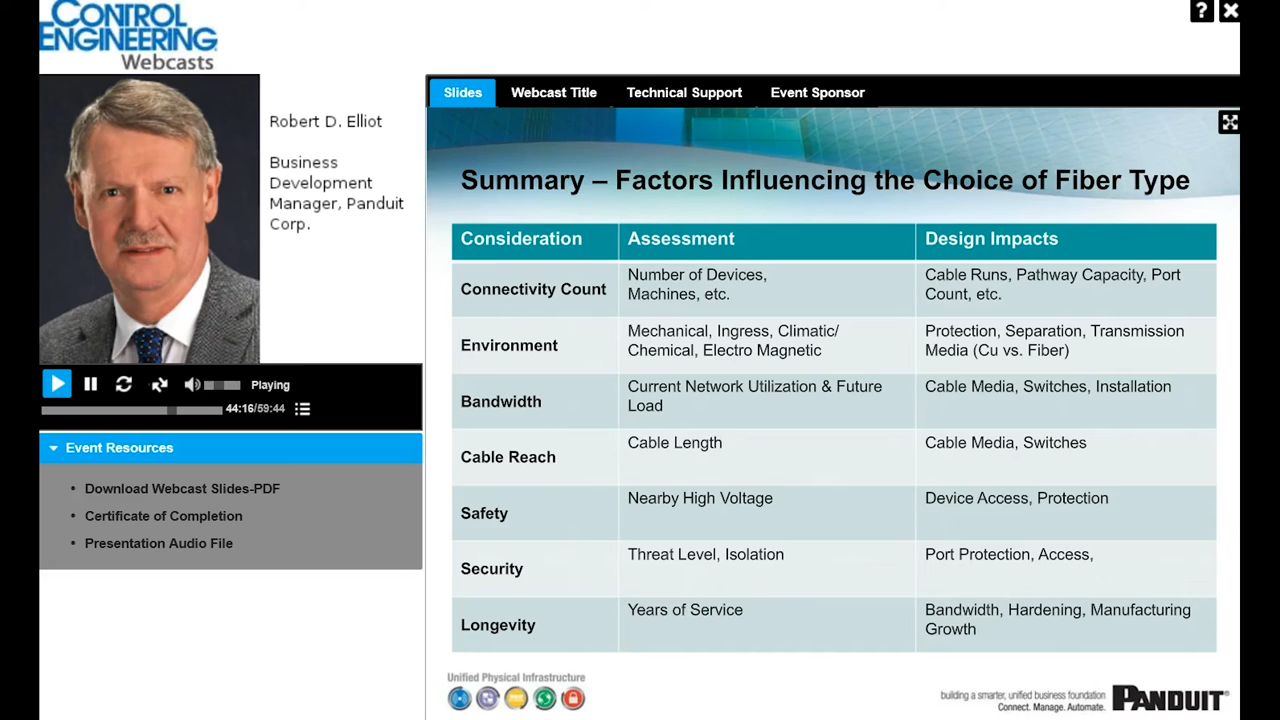 CONTROL
ENGINEERING
Webcasts
?
Robert D. Elliot
Business
Development
Manager, Panduit
Corp.
Playing
44:16/59:44
Event Resources
• Download Webcast Slides-PDF
• Certificate of Completion
• Presentation Audio File
Slides Webcast Title Technical Support Event Sponsor
Summary – Factors Influencing the Choice of Fiber Type
Consideration Assessment Design Impacts
Connectivity Count
Number of Devices,
Machines, etc.
Cable Runs, Pathway Capacity, Port
Count, etc.
Environment
Mechanical, Ingress, Climatic/
Chemical, Electro Magnetic
Protection, Separation, Transmission
Media (Cu vs. Fiber)
Bandwidth
Current Network Utilization & Future
Load
Cable Media, Switches, Installation
Cable Reach
Cable Length
Cable Media, Switches
Safety
Nearby High Voltage
Device Access, Protection
Security
Threat Level, Isolation
Port Protection, Access,
Longevity
Years of Service
Bandwidth, Hardening, Manufacturing
Growth
Unified Physical Infrastructure
building a smarter, unified business foundation
Connect. Manage. Automate.
PANDUIT